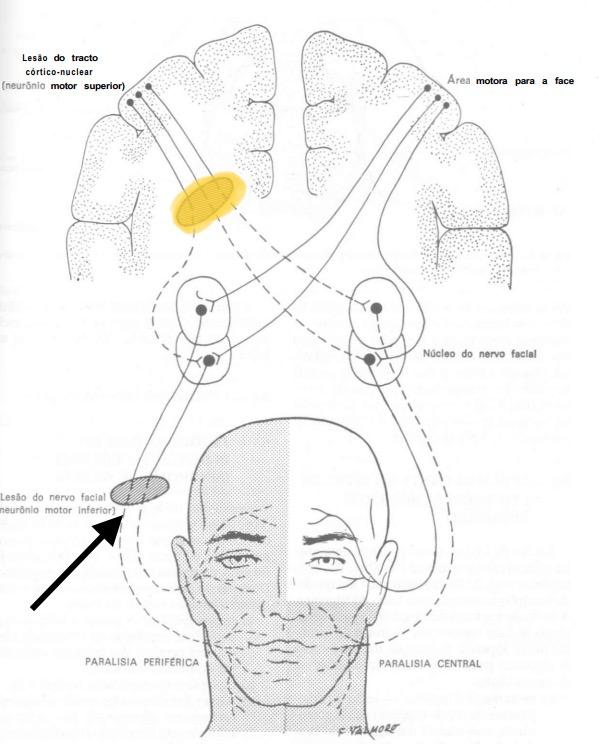 Lesão do tracto
córtico-nuclear
(neurônio motor superior)
Área motora para a face
Núcleo do nervo facial
Lesão do nervo facial
neurônio motor inferior)
PARALISIA PERIFÉRICA
PARALISIA CENTRAL
F. VALMORE